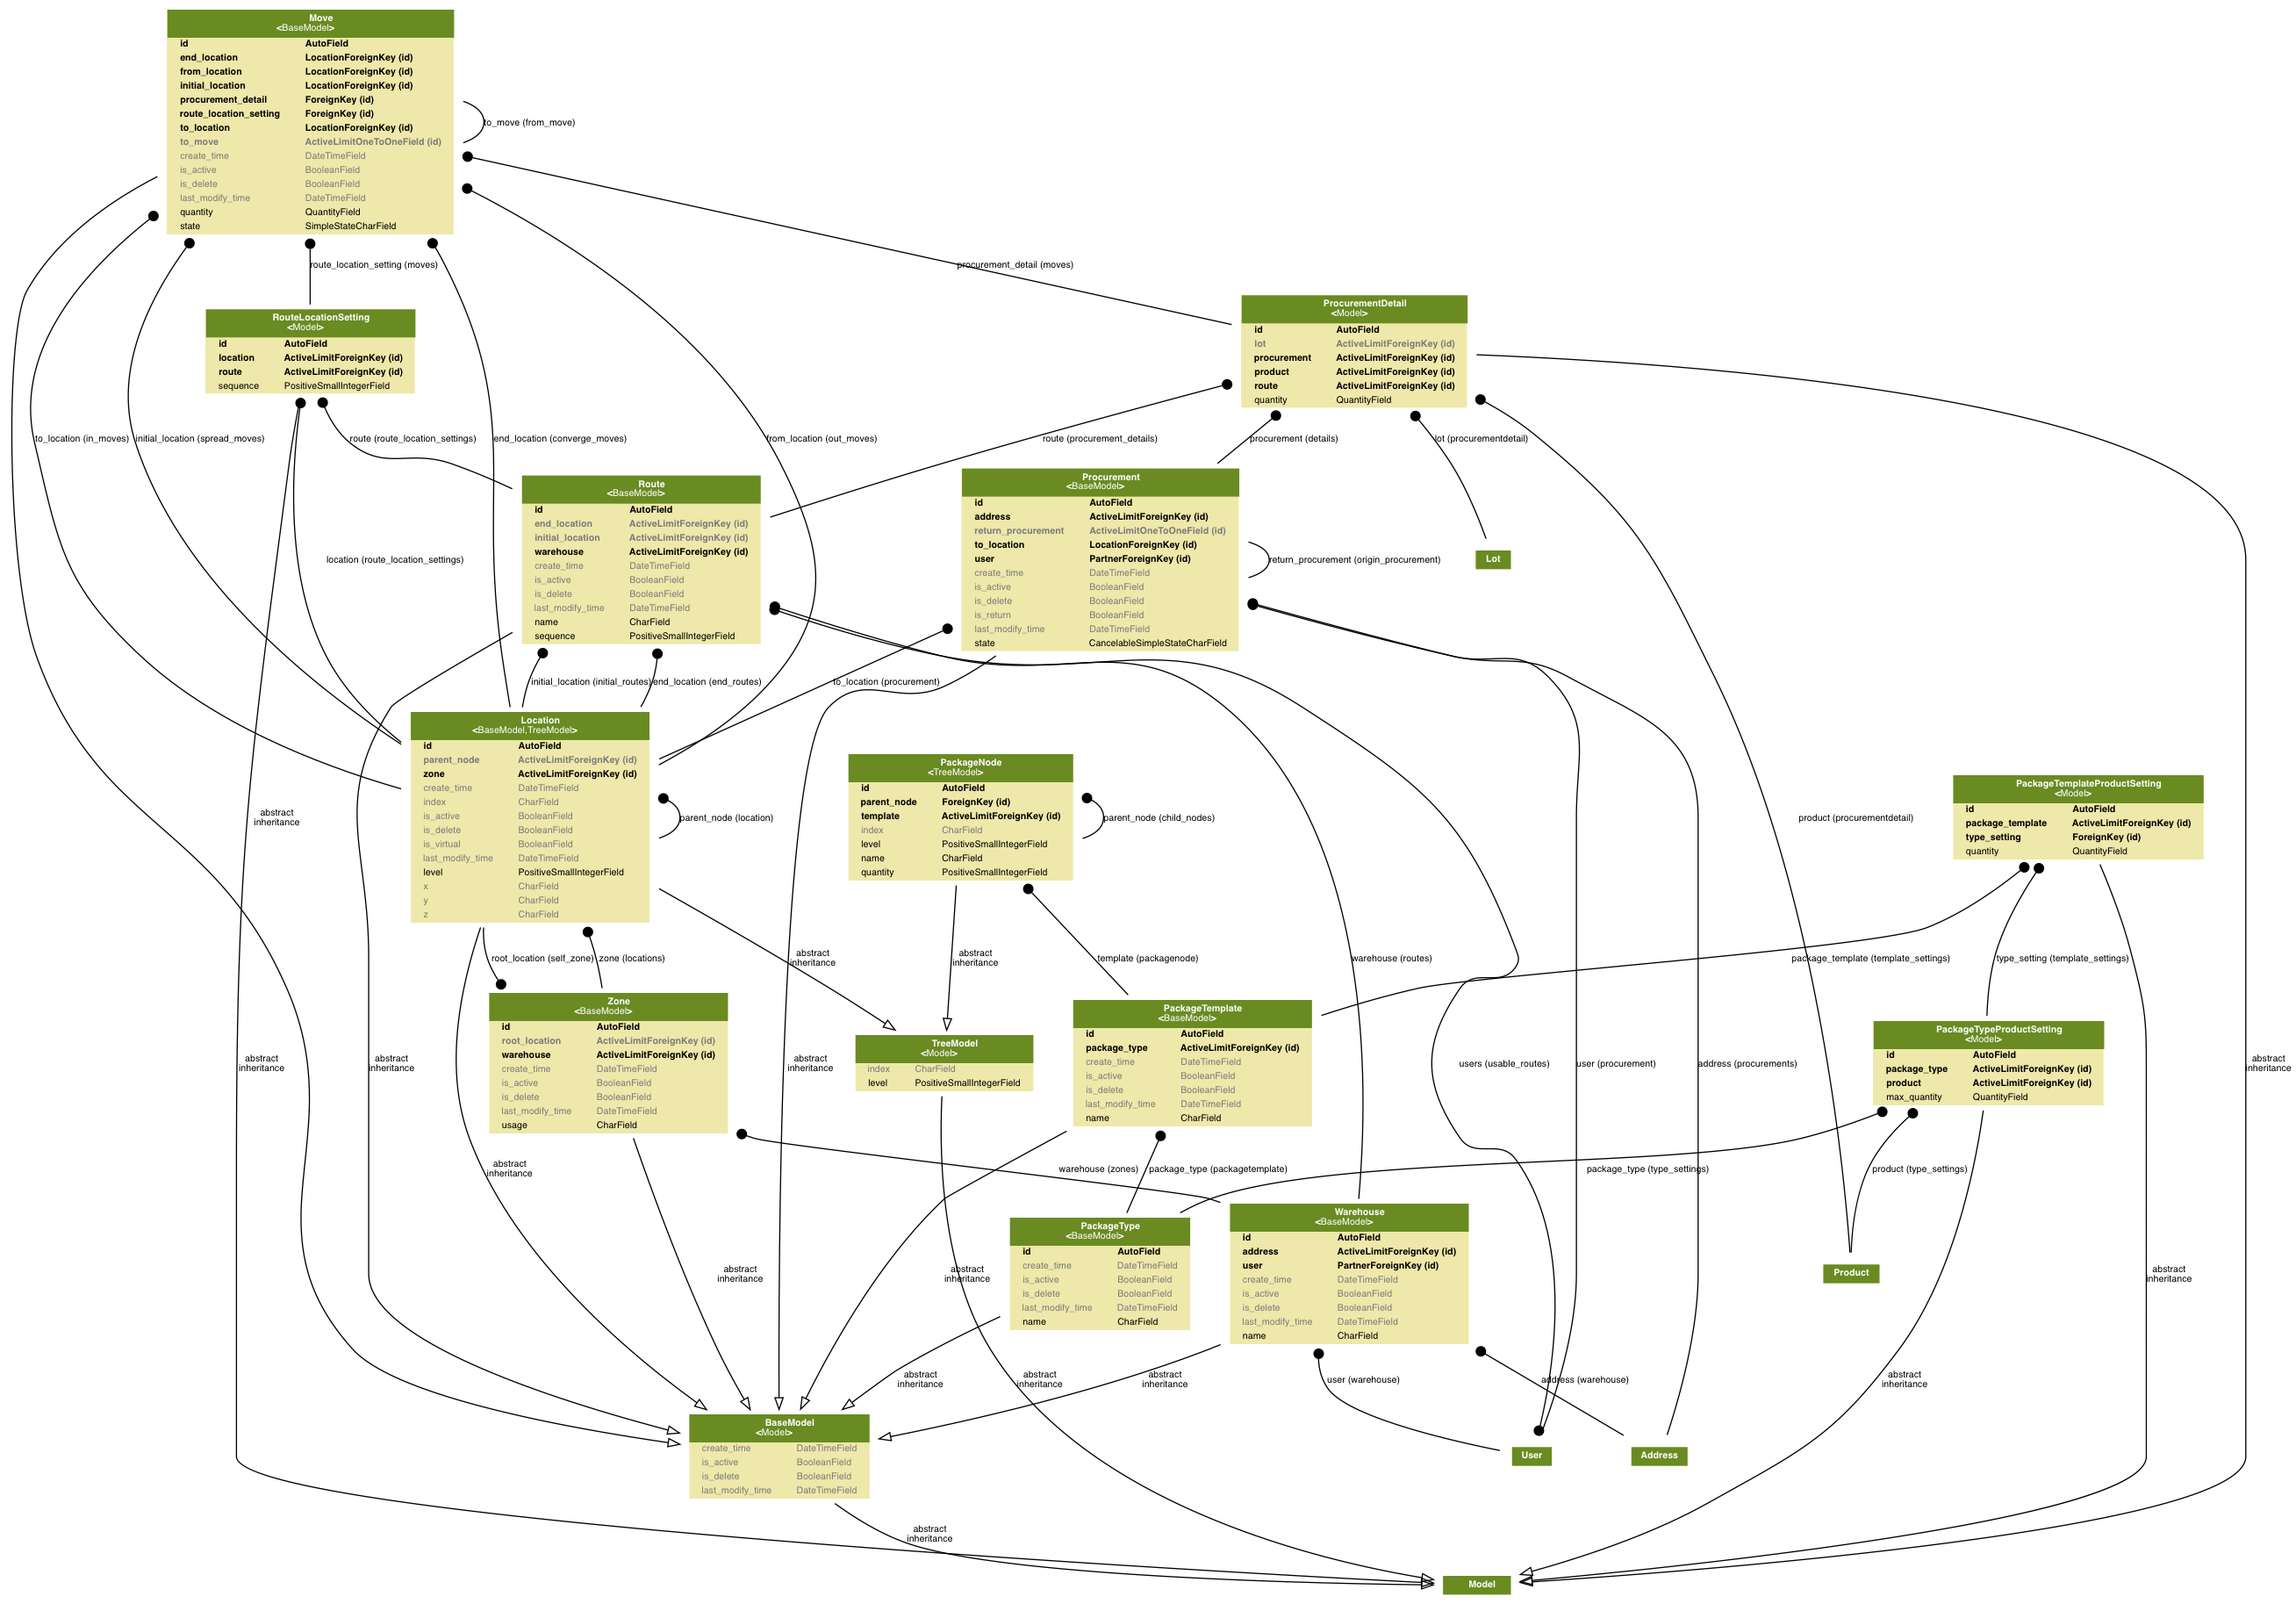 Move
<BaseModel>
id AutoField
end_location LocationForeignKey (id)
from_location LocationForeignKey (id)
initial_location LocationForeignKey (id)
procurement_detail ForeignKey (id)
route_location_setting ForeignKey (id)
to_location LocationForeignKey (id)
to_move ActiveLimitOneToOneField (id)
create_time DateTimeField
is_active BooleanField
is_delete BooleanField
last_modify_time DateTimeField
quantity QuantityField
state SimpleStateCharField
to_move (from_move)
route_location_setting (moves)
procurement_detail (moves)
RouteLocationSetting
<Model>
id AutoField
location ActiveLimitForeignKey (id)
route ActiveLimitForeignKey (id)
sequence PositiveSmallIntegerField
ProcurementDetail
<Model>
id AutoField
lot ActiveLimitForeignKey (id)
procurement ActiveLimitForeignKey (id)
product ActiveLimitForeignKey (id)
route ActiveLimitForeignKey (id)
quantity QuantityField
to_location (in_moves)
initial_location (spread_moves)
route (route_location_settings)
end_location (converge_moves)
from_location (out_moves)
route (procurement_details)
procurement (details)
lot (procurementdetail)
Route
<BaseModel>
id AutoField
end_location ActiveLimitForeignKey (id)
initial_location ActiveLimitForeignKey (id)
warehouse ActiveLimitForeignKey (id)
create_time DateTimeField
is_active BooleanField
is_delete BooleanField
last_modify_time DateTimeField
name CharField
sequence PositiveSmallIntegerField
Procurement
<BaseModel>
id AutoField
address ActiveLimitForeignKey (id)
return_procurement ActiveLimitOneToOneField (id)
to_location LocationForeignKey (id)
user PartnerForeignKey (id)
create_time DateTimeField
is_active BooleanField
is_delete BooleanField
is_return BooleanField
last_modify_time DateTimeField
state CancelableSimpleStateCharField
return_procurement (origin_procurement)
Lot
location (route_location_settings)
initial_location (initial_routes)
end_location (end_routes)
to_location (procurement)
Location
<BaseModel,TreeModel>
id AutoField
parent_node ActiveLimitForeignKey (id)
zone ActiveLimitForeignKey (id)
create_time DateTimeField
index CharField
is_active BooleanField
is_delete BooleanField
is_virtual BooleanField
last_modify_time DateTimeField
level PositiveSmallIntegerField
x CharField
y CharField
z CharField
parent_node (location)
abstract
inheritance
PackageNode
<TreeModel>
id AutoField
parent_node ForeignKey (id)
template ActiveLimitForeignKey (id)
index CharField
level PositiveSmallIntegerField
name CharField
quantity PositiveSmallIntegerField
parent_node (child_nodes)
product (procurementdetail)
PackageTemplateProductSetting
<Model>
id AutoField
package_template ActiveLimitForeignKey (id)
type_setting ForeignKey (id)
quantity QuantityField
root_location (self_zone)
zone (locations)
abstract
inheritance
abstract
inheritance
template (packagenode)
warehouse (routes)
package_template (template_settings)
type_setting (template_settings)
Zone
<BaseModel>
id AutoField
root_location ActiveLimitForeignKey (id)
warehouse ActiveLimitForeignKey (id)
create_time DateTimeField
is_active BooleanField
is_delete BooleanField
last_modify_time DateTimeField
usage CharField
TreeModel
<Model>
index CharField
level PositiveSmallIntegerField
PackageTemplate
<BaseModel>
id AutoField
package_type ActiveLimitForeignKey (id)
create_time DateTimeField
is_active BooleanField
is_delete BooleanField
last_modify_time DateTimeField
name CharField
PackageTypeProductSetting
<Model>
id AutoField
package_type ActiveLimitForeignKey (id)
product ActiveLimitForeignKey (id)
max_quantity QuantityField
abstract
inheritance
abstract
inheritance
abstract
inheritance
users (usable_routes)
user (procurement)
address (procurements)
abstract
inheritance
abstract
inheritance
warehouse (zones)
package_type (packagetemplate)
package_type (type_settings)
product (type_settings)
PackageType
<BaseModel>
id AutoField
create_time DateTimeField
is_active BooleanField
is_delete BooleanField
last_modify_time DateTimeField
name CharField
Warehouse
<BaseModel>
id AutoField
address ActiveLimitForeignKey (id)
user PartnerForeignKey (id)
create_time DateTimeField
is_active BooleanField
is_delete BooleanField
last_modify_time DateTimeField
name CharField
Product
abstract
inheritance
abstract
inheritance
abstract
inheritance
abstract
inheritance
abstract
inheritance
abstract
inheritance
user (warehouse)
address (warehouse)
abstract
inheritance
BaseModel
<Model>
create_time DateTimeField
is_active BooleanField
is_delete BooleanField
last_modify_time DateTimeField
User
Address
abstract
inheritance
Model